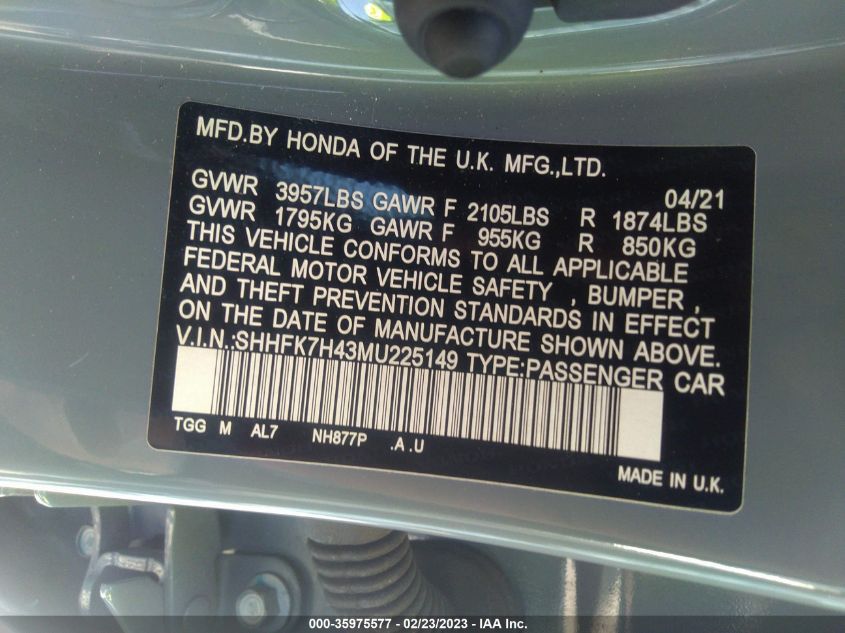 MFD.BY HONDA OF THE U.K. MFG.,LTD.
04/21
GVWR 3957LBS GAWR F 2105LBS R 1874LBS
GVWR 1795KG GAWR F 955KG R 850KG
THIS VEHICLE CONFORMS TO ALL APPLICABLE
FEDERAL MOTOR VEHICLE SAFETY , BUMPER ,
AND THEFT PREVENTION STANDARDS IN EFFECT
ON THE DATE OF MANUFACTURE SHOWN ABOVE.
V.I.N.:SHHFK7H43MU225149 TYPE:PASSENGER CAR
TGG M AL7 NH877P .A .U
MADE IN U.K.
000-35975577 - 02/23/2023 - IAA Inc.